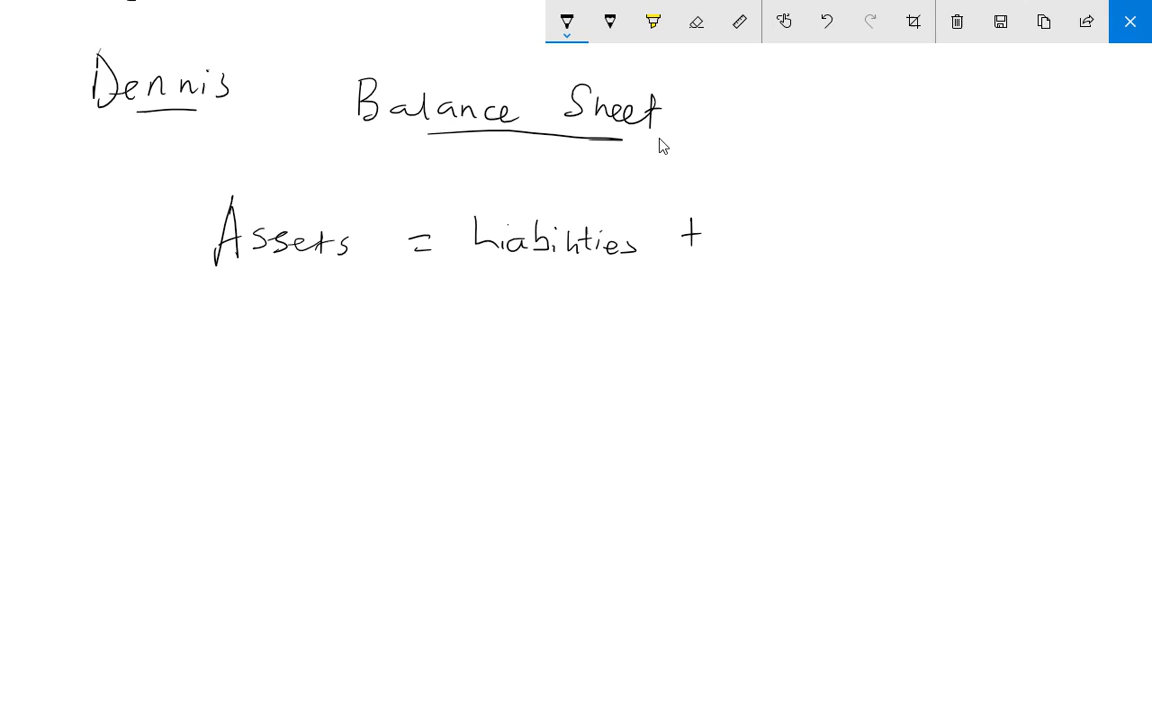 Dennis
Balance Sheet
Assets = Liabilities +